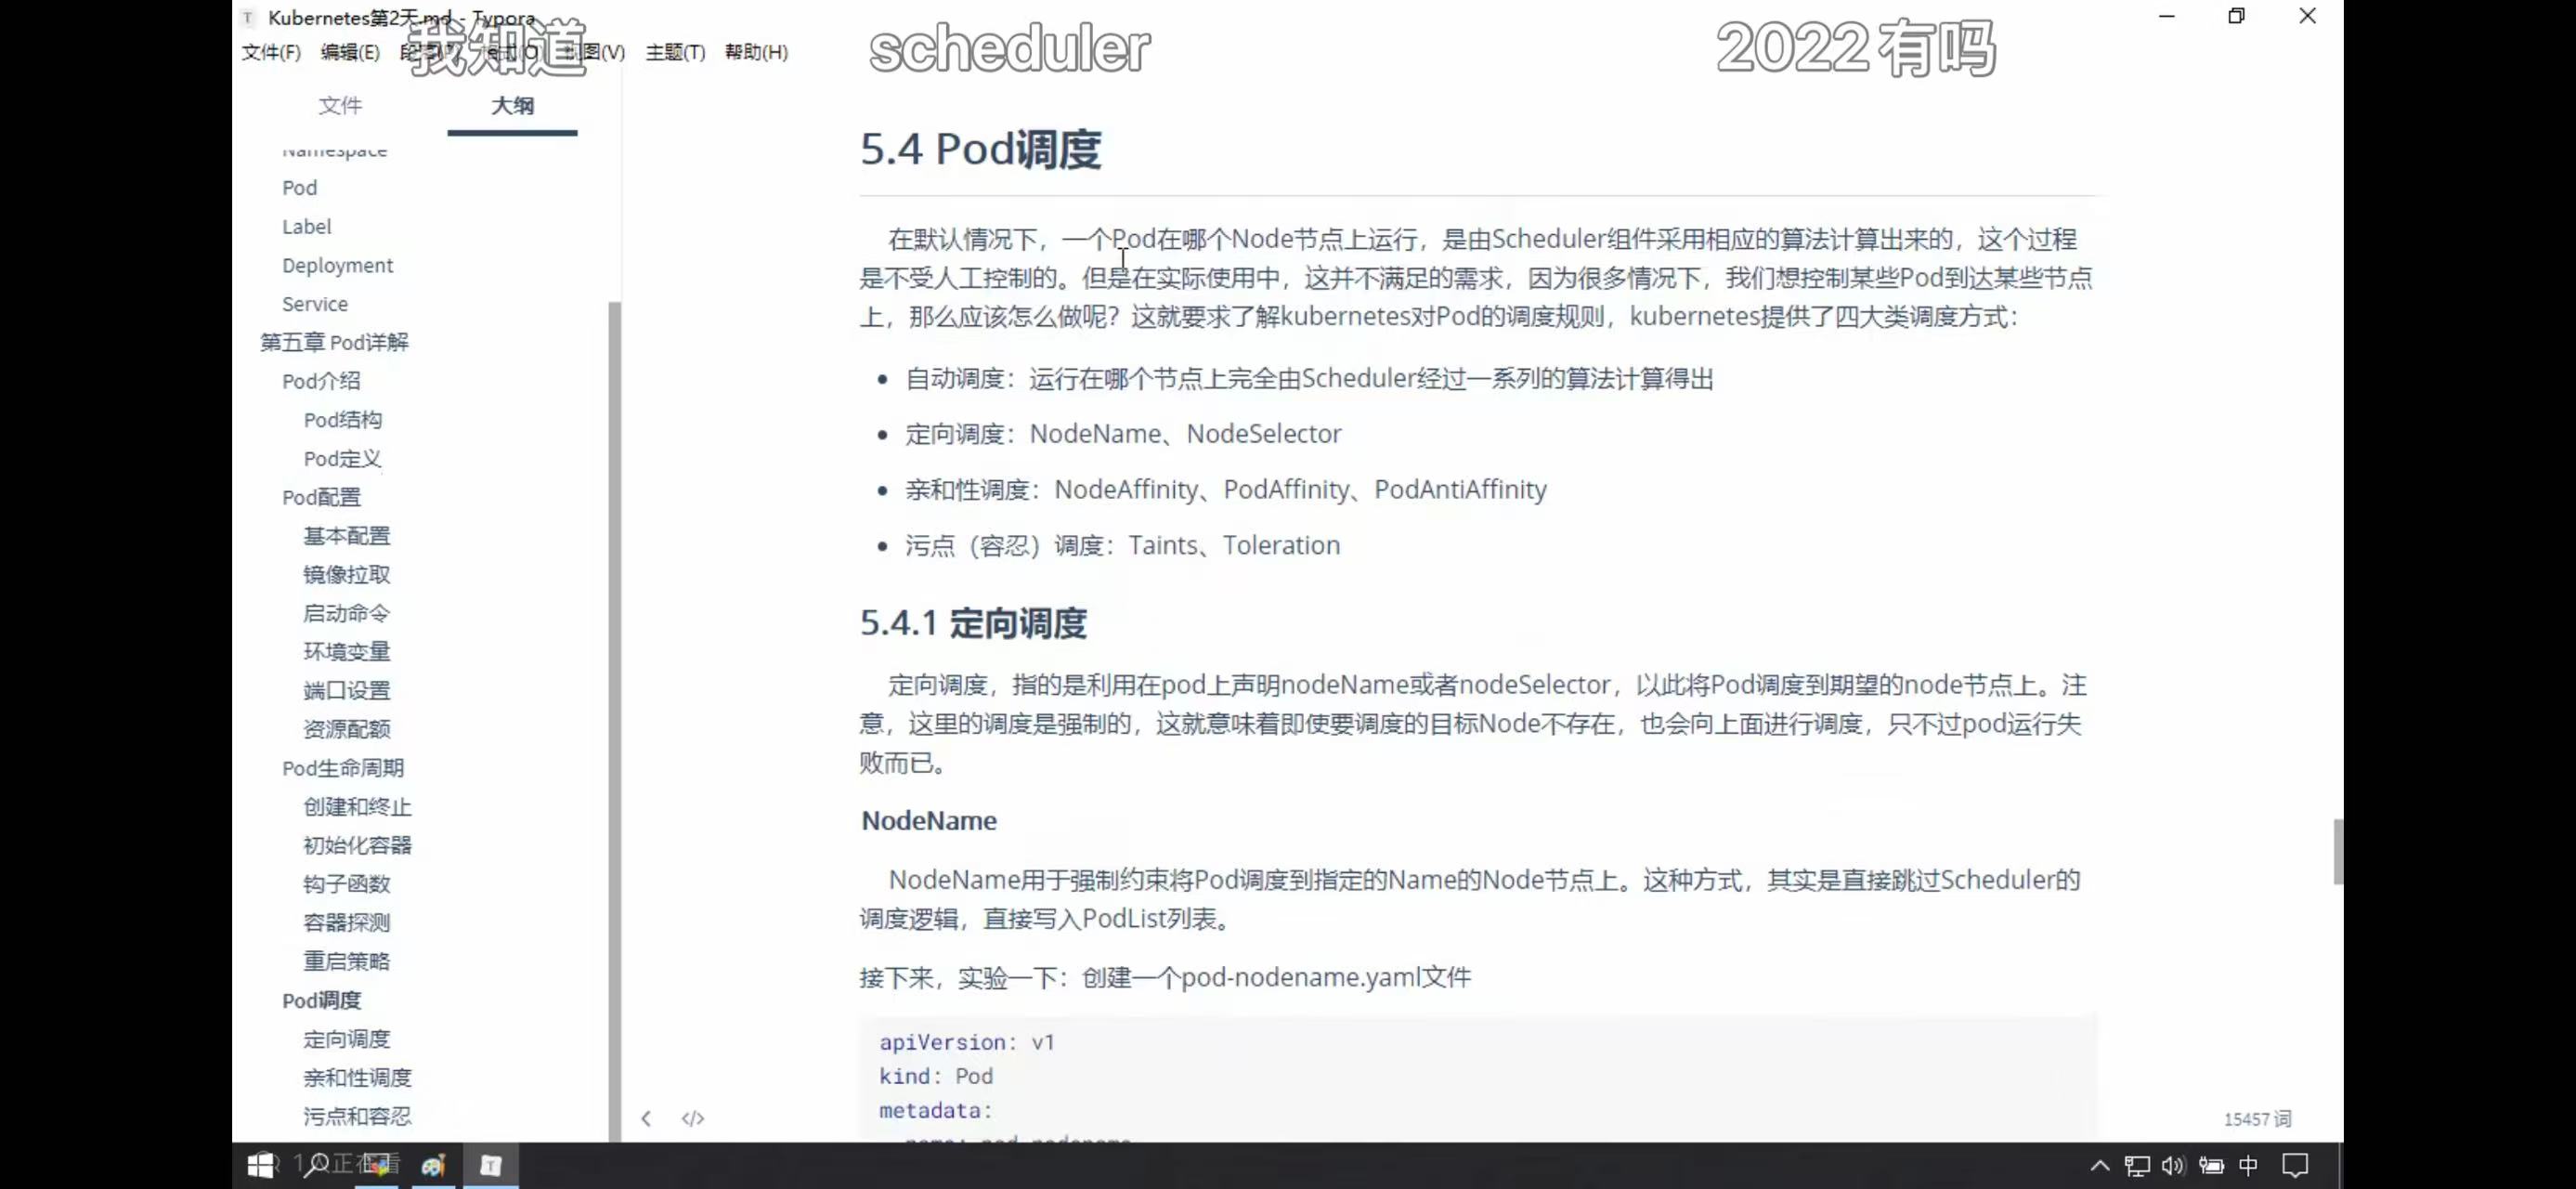 Kubernetes第2天.md - Typora
我知道
scheduler
2022有吗
文件(F) 编辑(E) 视图(V) 主题(T) 帮助(H)
文件 大纲
Namespace
Pod
Label
Deployment
Service
第五章 Pod详解
Pod介绍
Pod结构
Pod定义
Pod配置
基本配置
镜像拉取
启动命令
环境变量
端口设置
资源配额
Pod生命周期
创建和终止
初始化容器
钩子函数
容器探测
重启策略
Pod调度
定向调度
亲和性调度
污点和容忍
5.4 Pod调度
在默认情况下，一个Pod在哪个Node节点上运行，是由Scheduler组件采用相应的算法计算出来的，这个过程
是不受人工控制的。但是在实际使用中，这并不满足的需求，因为很多情况下，我们想控制某些Pod到达某些节点
上，那么应该怎么做呢？这就要求了解kubernetes对Pod的调度规则，kubernetes提供了四大类调度方式：
自动调度：运行在哪个节点上完全由Scheduler经过一系列的算法计算得出
定向调度：NodeName、NodeSelector
亲和性调度：NodeAffinity、PodAffinity、PodAntiAffinity
污点（容忍）调度：Taints、Toleration
5.4.1 定向调度
定向调度，指的是利用在pod上声明nodeName或者nodeSelector，以此将Pod调度到期望的node节点上。注
意，这里的调度是强制的，这就意味着即使要调度的目标Node不存在，也会向上面进行调度，只不过pod运行失
败而已。
NodeName
NodeName用于强制约束将Pod调度到指定的Name的Node节点上。这种方式，其实是直接跳过Scheduler的
调度逻辑，直接写入PodList列表。
接下来，实验一下：创建一个pod-nodename.yaml文件
apiVersion: v1
kind: Pod
metadata:
name: pod-nodename
15457 词
中